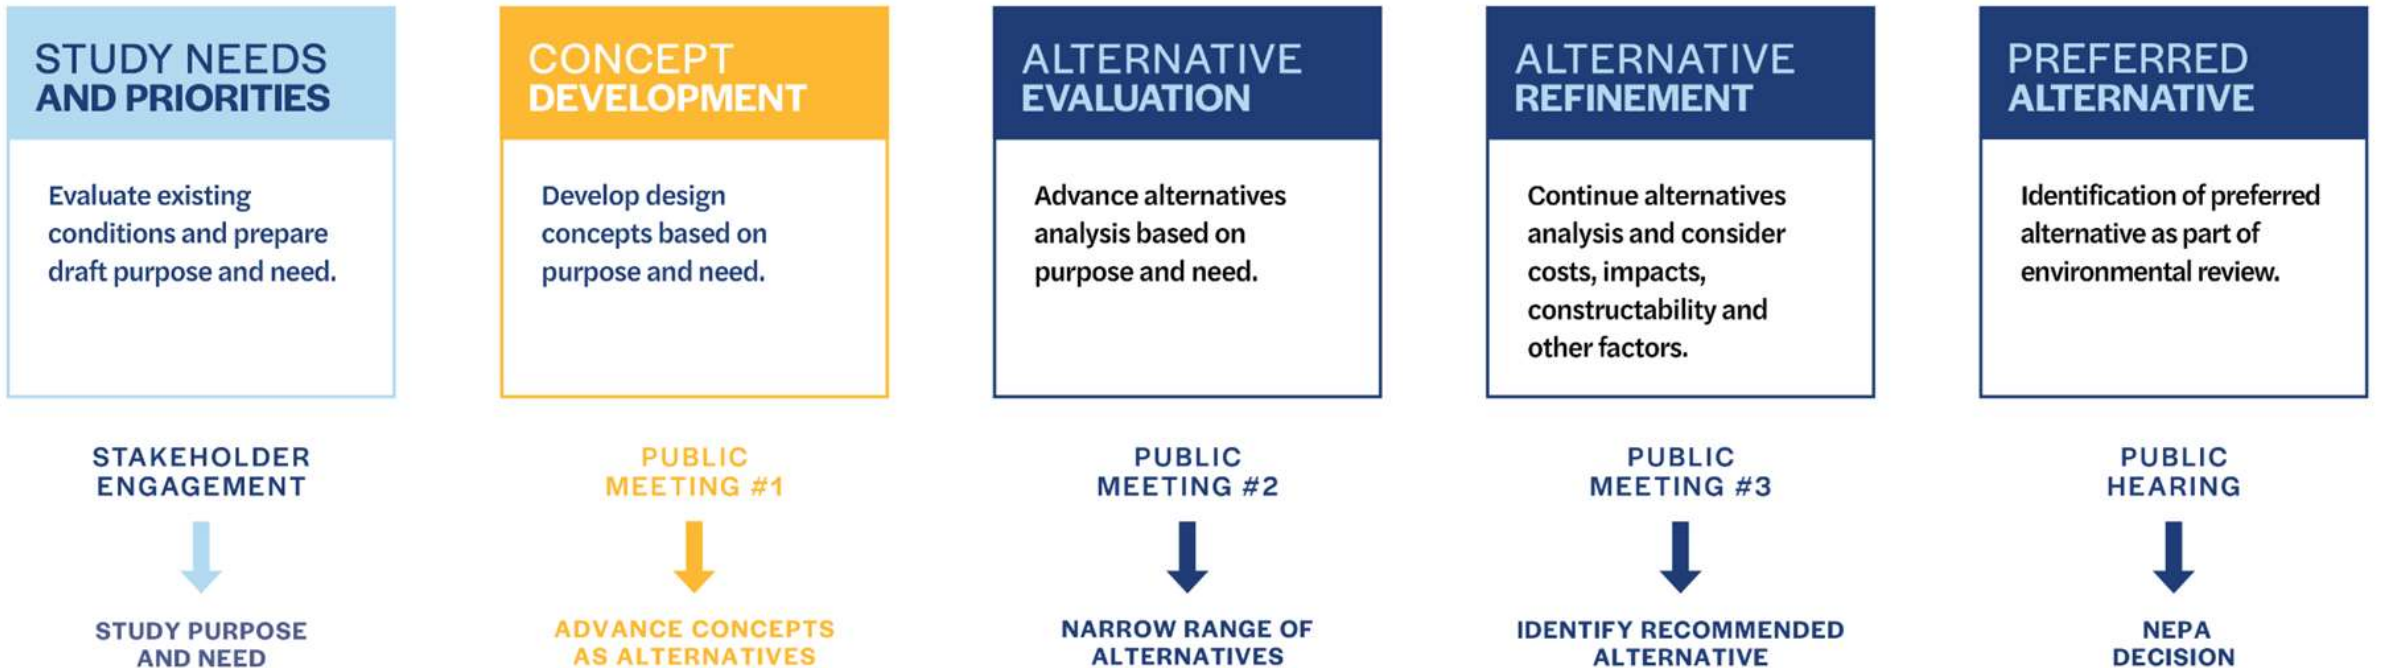 STUDY NEEDS
AND PRIORITIES
Evaluate existing
conditions and prepare
draft purpose and need.
STAKEHOLDER
ENGAGEMENT
STUDY PURPOSE
AND NEED
CONCEPT
DEVELOPMENT
Develop design
concepts based on
purpose and need.
PUBLIC
MEETING #1
ADVANCE CONCEPTS
AS ALTERNATIVES
ALTERNATIVE
EVALUATION
Advance alternatives
analysis based on
purpose and need.
PUBLIC
MEETING #2
NARROW RANGE OF
ALTERNATIVES
ALTERNATIVE
REFINEMENT
Continue alternatives
analysis and consider
costs, impacts,
constructability and
other factors.
PUBLIC
MEETING #3
IDENTIFY RECOMMENDED
ALTERNATIVE
PREFERRED
ALTERNATIVE
Identification of preferred
alternative as part of
environmental review.
PUBLIC
HEARING
NEPA
DECISION